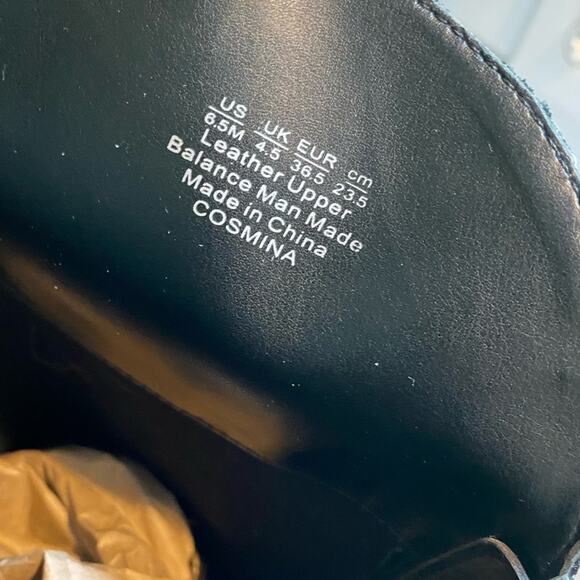 US UK EUR cm
6.5M 4.5 36.5 23.5
Leather Upper
Balance Man Made
Made in China
COSMINA